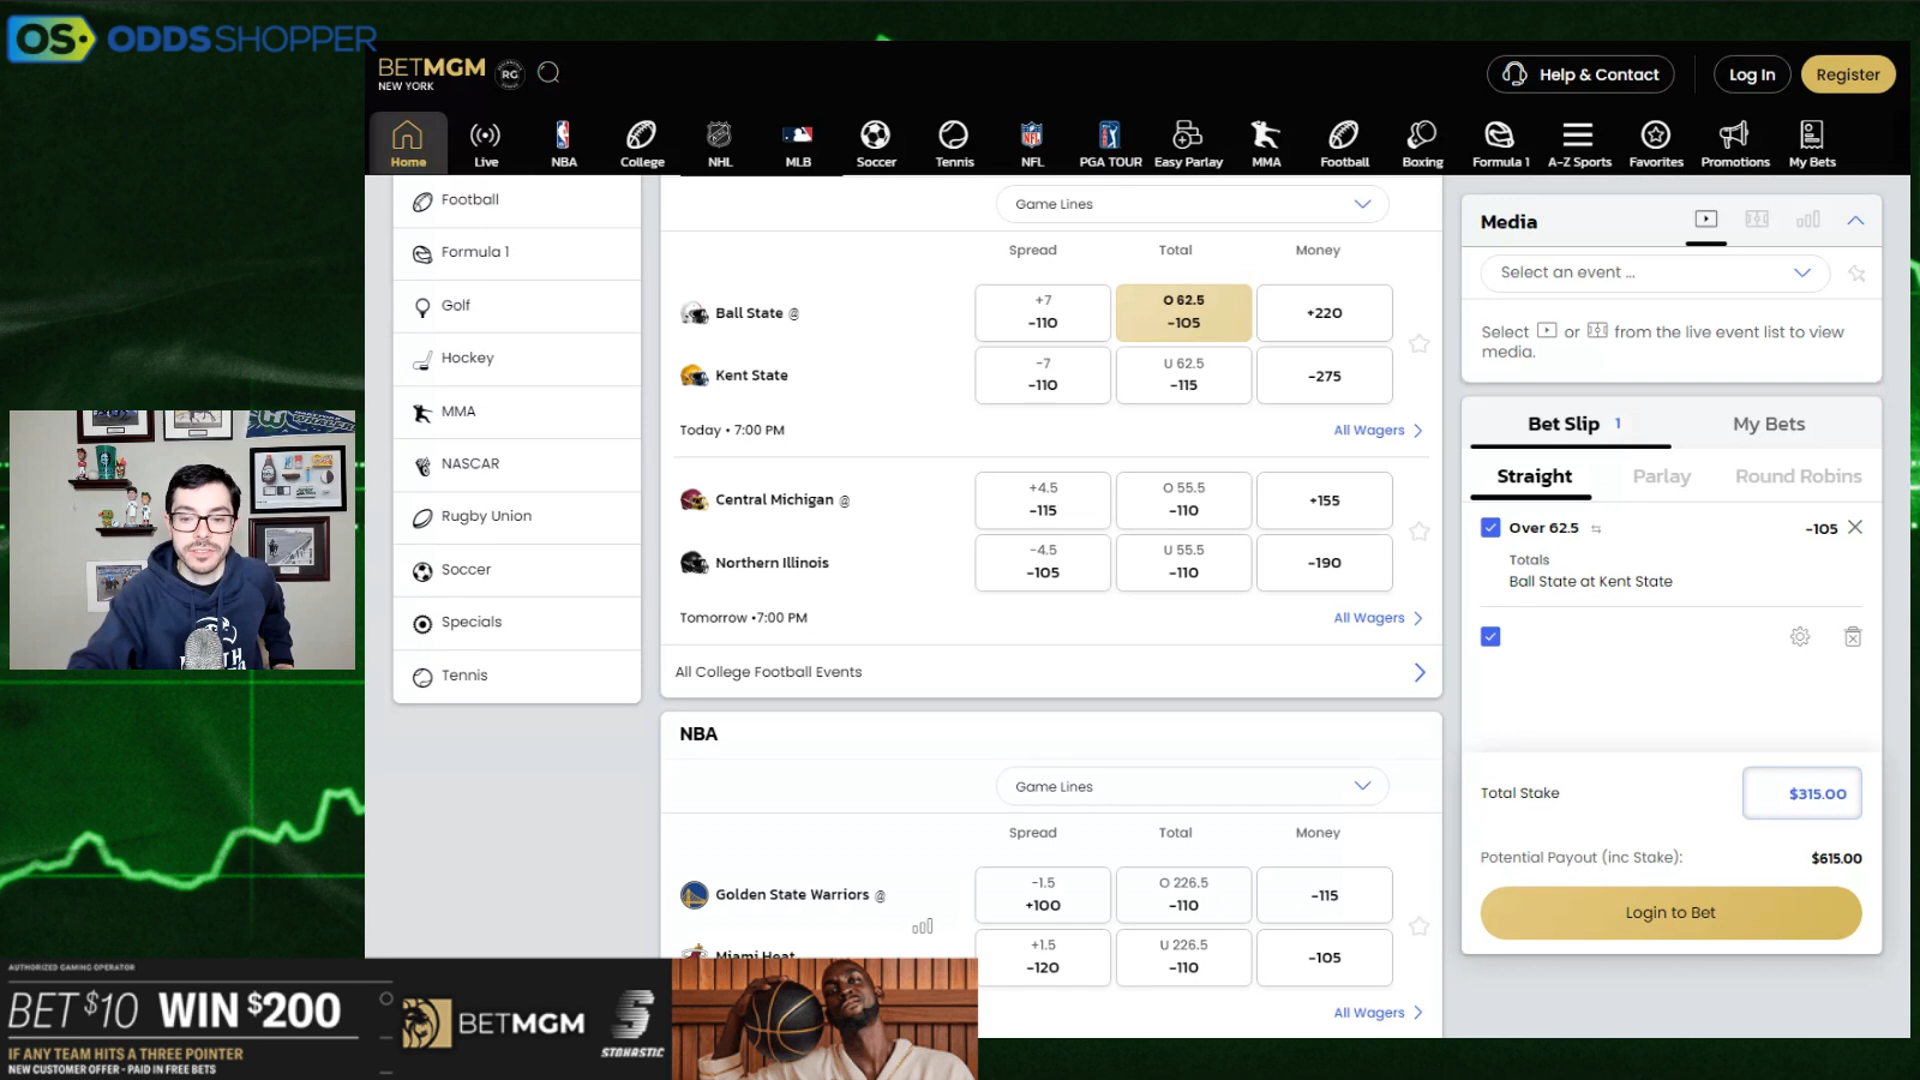 OS ODDSSHOPPER
BETMGM
NEW YORK
RG
Help & Contact
Log In
Register
Home
Live
NBA
College
NHL
MLB
Soccer
Tennis
NFL
PGA TOUR
Easy Parlay
MMA
Football
Boxing
Formula 1
A-Z Sports
Favorites
Promotions
My Bets
Football
Formula 1
Golf
Hockey
MMA
NASCAR
Rugby Union
Soccer
Specials
Tennis
Game Lines
Spread Total Money
Ball State @ +7 -110 O 62.5 -105 +220
Kent State -7 -110 U 62.5 -115 -275
Today • 7:00 PM All Wagers
Central Michigan @ +4.5 -115 O 55.5 -110 +155
Northern Illinois -4.5 -105 U 55.5 -110 -190
Tomorrow •7:00 PM All Wagers
All College Football Events
NBA
Game Lines
Spread Total Money
Golden State Warriors @ -1.5 +100 O 226.5 -110 -115
Miami Heat +1.5 -120 U 226.5 -110 -105
All Wagers
Media
Select an event ...
Select or from the live event list to view
media.
Bet Slip 1 My Bets
Straight Parlay Round Robins
Over 62.5 -105
Totals
Ball State at Kent State
Total Stake $315.00
Potential Payout (inc Stake): $615.00
Login to Bet
AUTHORIZED GAMING OPERATOR
BET $10 WIN $200
IF ANY TEAM HITS A THREE POINTER
NEW CUSTOMER OFFER - PAID IN FREE BETS
BETMGM
STOKASTIC